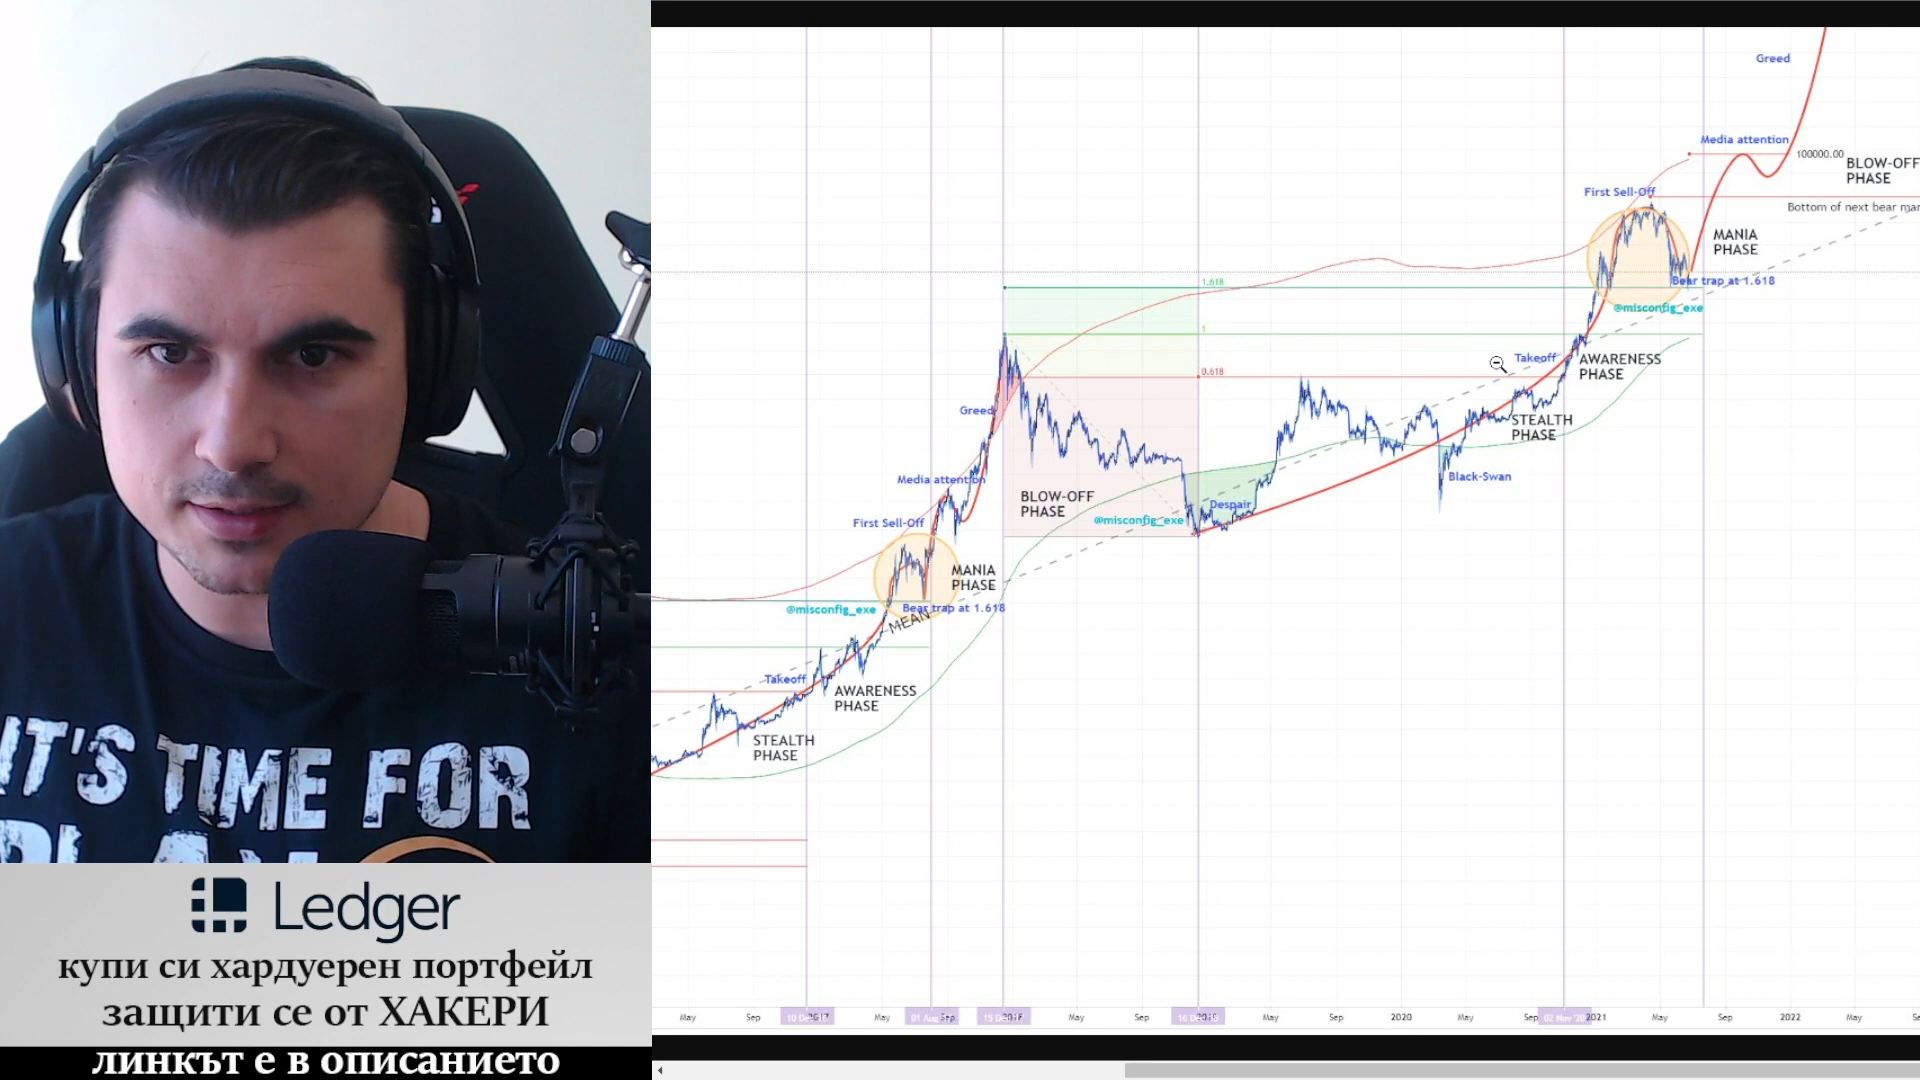 IT'S TIME FOR
Ledger
купи си хардуерен портфейл
защити се от ХАКЕРИ
линкът е в описанието
Greed
Media attention
100000.00
BLOW-OFF
PHASE
First Sell-Off
Bottom of next bear mar
MANIA
PHASE
Bear trap at 1.618
@misconfig_exe
1.618
1
0.618
Takeoff
AWARENESS
PHASE
STEALTH
PHASE
Black-Swan
Greed
Media attention
First Sell-Off
BLOW-OFF
PHASE
@misconfig_exe
Despair
MANIA
PHASE
@misconfig_exe
Bear trap at 1.618
MEAN
Takeoff
AWARENESS
PHASE
STEALTH
PHASE
May Sep May Sep May Sep May 2020 May Sep 2021 May Sep 2022 May